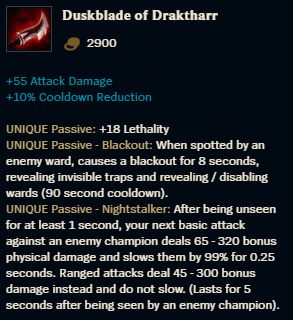 Duskblade of Draktharr
2900
+55 Attack Damage
+10% Cooldown Reduction
UNIQUE Passive: +18 Lethality
UNIQUE Passive - Blackout: When spotted by an
enemy ward, causes a blackout for 8 seconds,
revealing invisible traps and revealing / disabling
wards (90 second cooldown).
UNIQUE Passive - Nightstalker: After being unseen
for at least 1 second, your next basic attack
against an enemy champion deals 65 - 320 bonus
physical damage and slows them by 99% for 0.25
seconds. Ranged attacks deal 45 - 300 bonus
damage instead and do not slow. (Lasts for 5
seconds after being seen by an enemy champion).